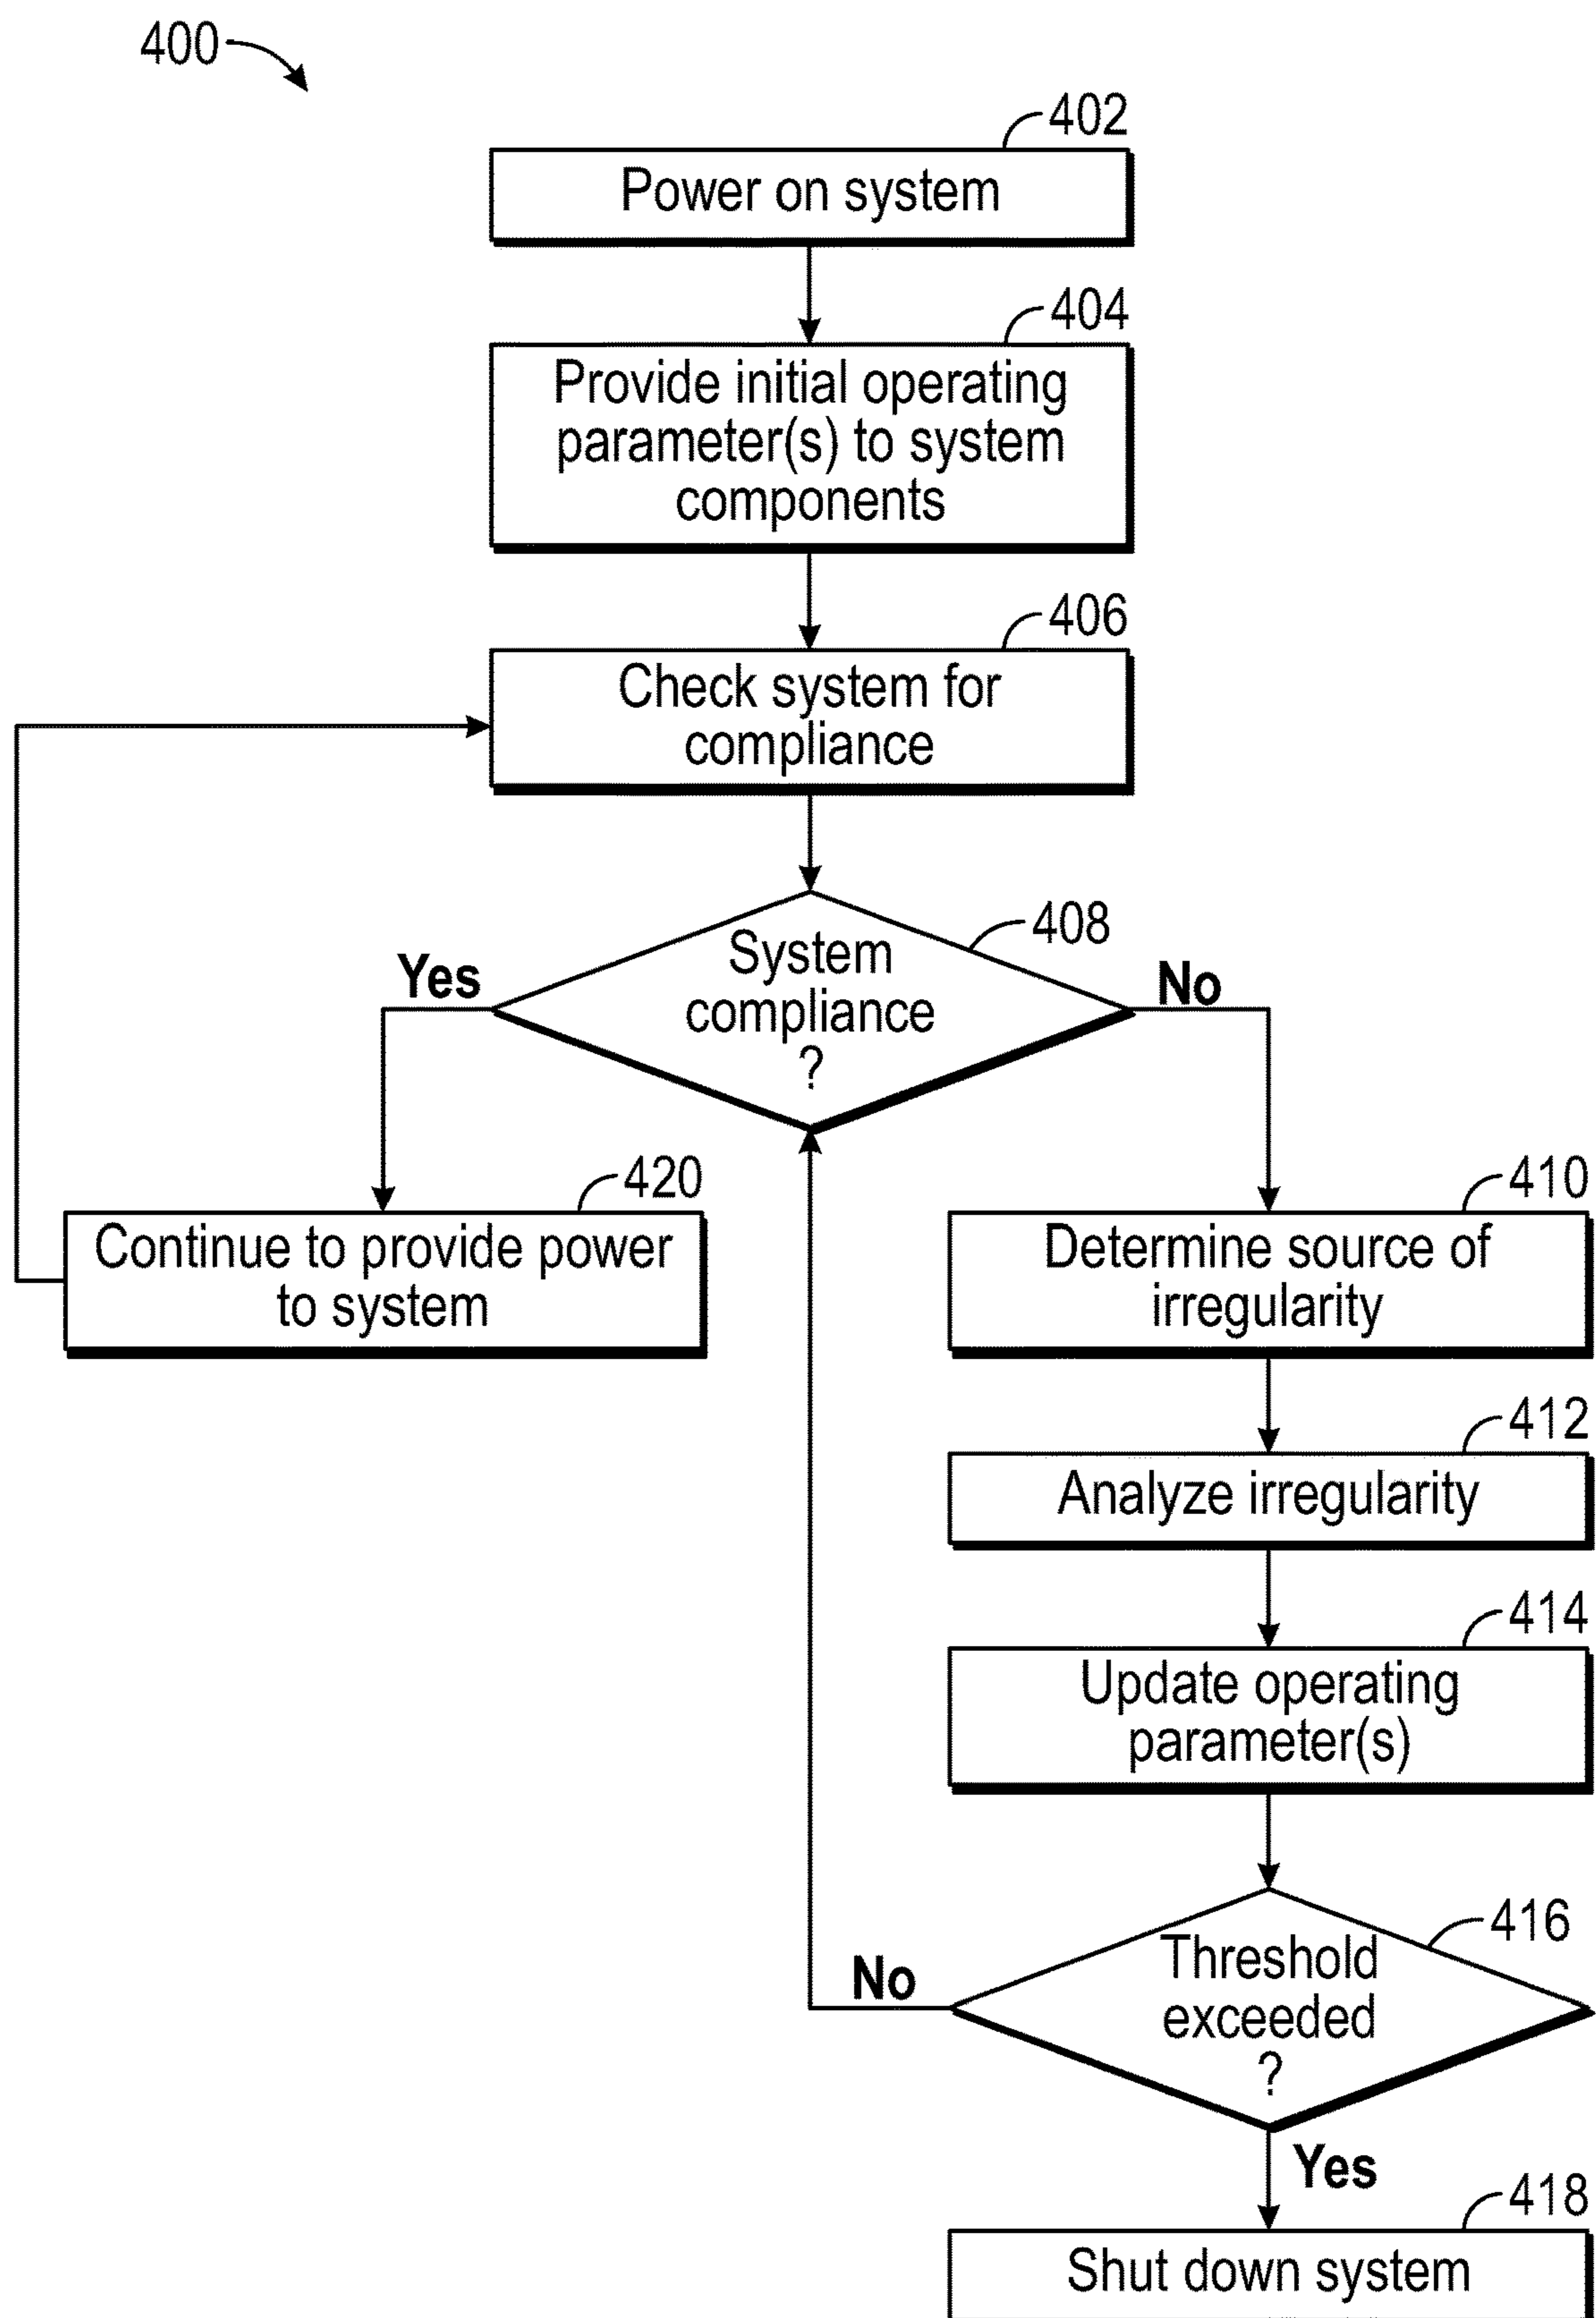 400
402
Power on system
404
Provide initial operating
parameter(s) to system
components
406
Check system for
compliance
408
System
compliance
?
Yes
No
420
Continue to provide power
to system
410
Determine source of
irregularity
412
Analyze irregularity
414
Update operating
parameter(s)
416
Threshold
exceeded
?
No
Yes
418
Shut down system